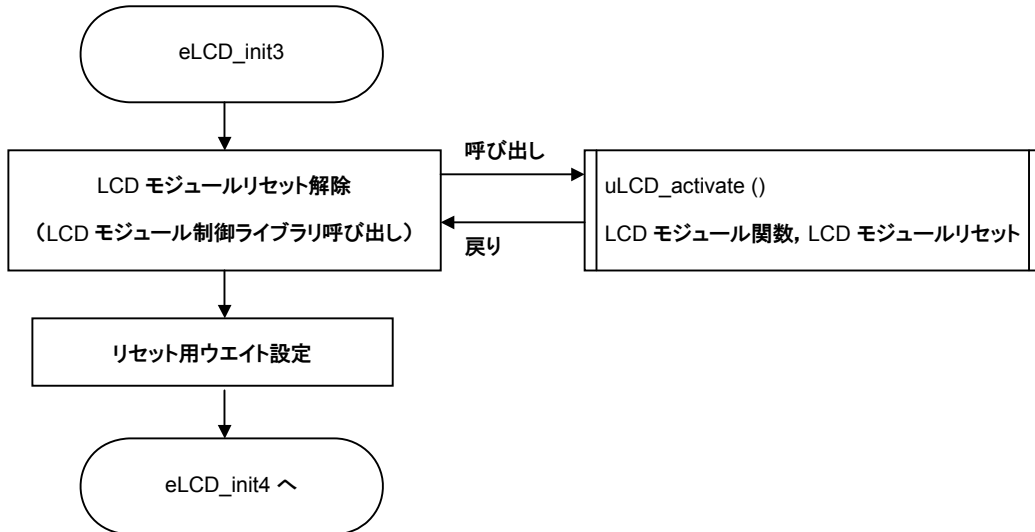 eLCD_init3
LCD モジュールリセット解除
（LCD モジュール制御ライブラリ呼び出し）
呼び出し
戻り
uLCD_activate ()
LCD モジュール関数, LCD モジュールリセット
リセット用ウエイト設定
eLCD_init4 へ